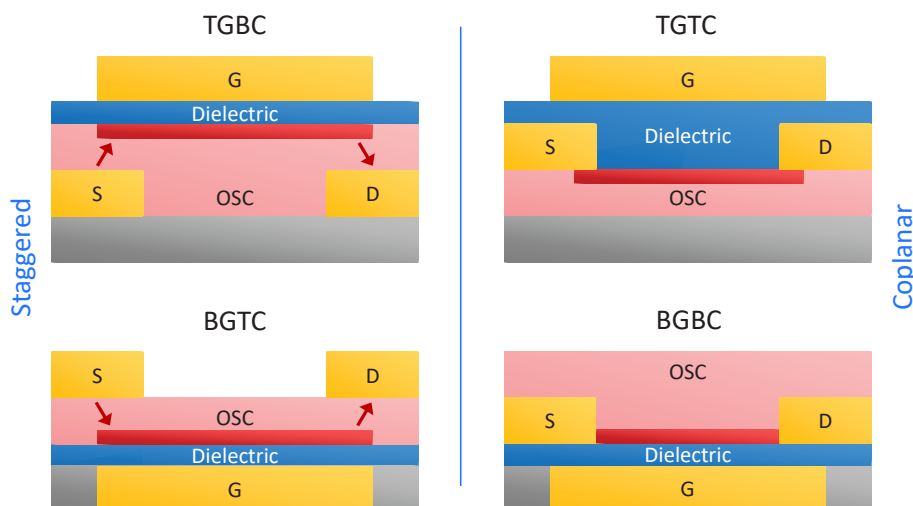 TGBC
G
Dielectric
S
D
OSC
TGTC
G
Dielectric
S
D
OSC
Staggered
Coplanar
BGTC
S
D
OSC
Dielectric
G
BGBC
OSC
S
D
Dielectric
G